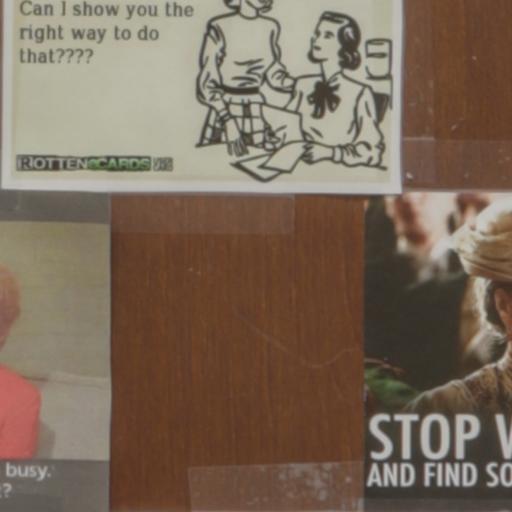 Can I show you the
right way to do
that????
ROTTENeCARDS
busy.
?
STOP
AND FIND SO